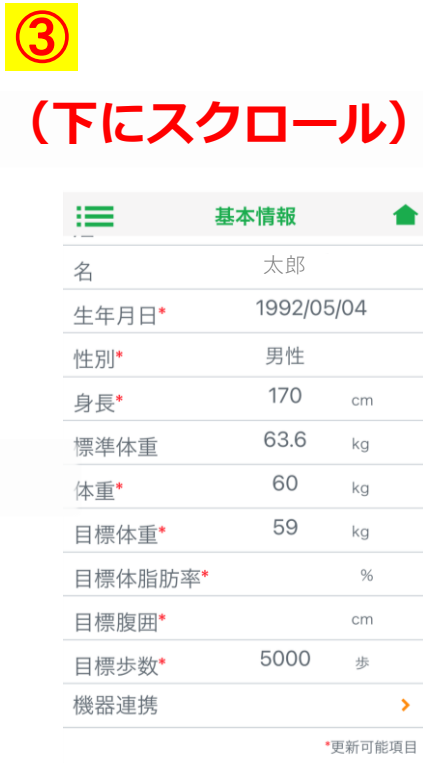 ③
(下にスクロール)
基本情報
名 太郎
生年月日* 1992/05/04
性別* 男性
身長* 170 cm
標準体重 63.6 kg
体重* 60 kg
目標体重* 59 kg
目標体脂肪率* %
目標腹囲* cm
目標歩数* 5000 歩
機器連携
*更新可能項目